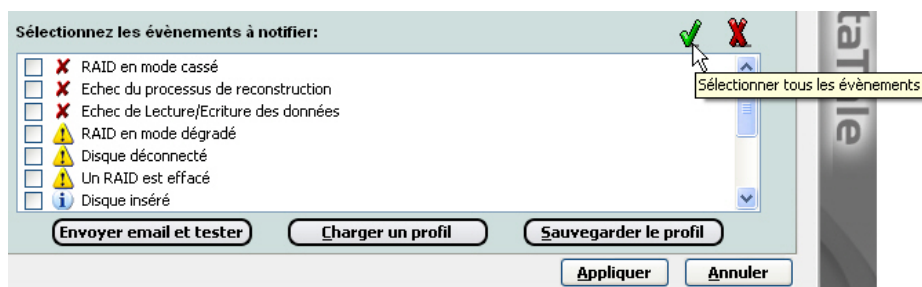 Sélectionnez les évènements à notifier:
RAID en mode cassé
Sélectionner tous les évènements
Echec du processus de reconstruction
Echec de Lecture/Ecriture des données
RAID en mode dégradé
Disque déconnecté
Un RAID est effacé
Disque inséré
Envoyer email et tester
Charger un profil
Sauvegarder le profil
Appliquer
Annuler